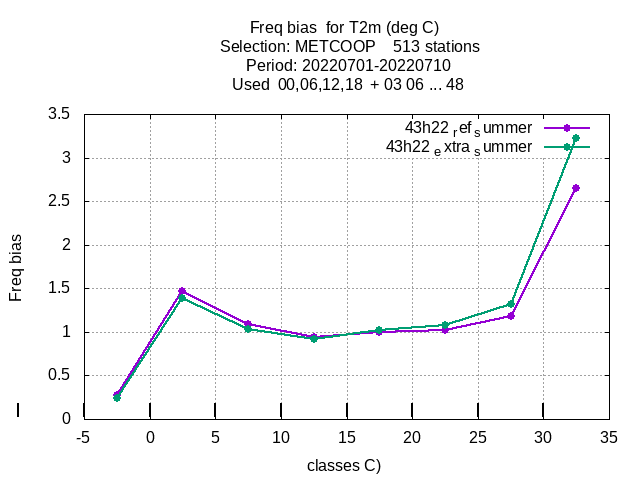 Freq bias  for T2m (deg C)
Selection: METCOOP    513 stations
Period: 20220701-20220710
Used  00,06,12,18  + 03 06 ... 48
43h22 ref summer
43h22 extra summer
Freq bias
3.5
3
2.5
2
1.5
1
0.5
0
-5 0 5 10 15 20 25 30 35
classes C)